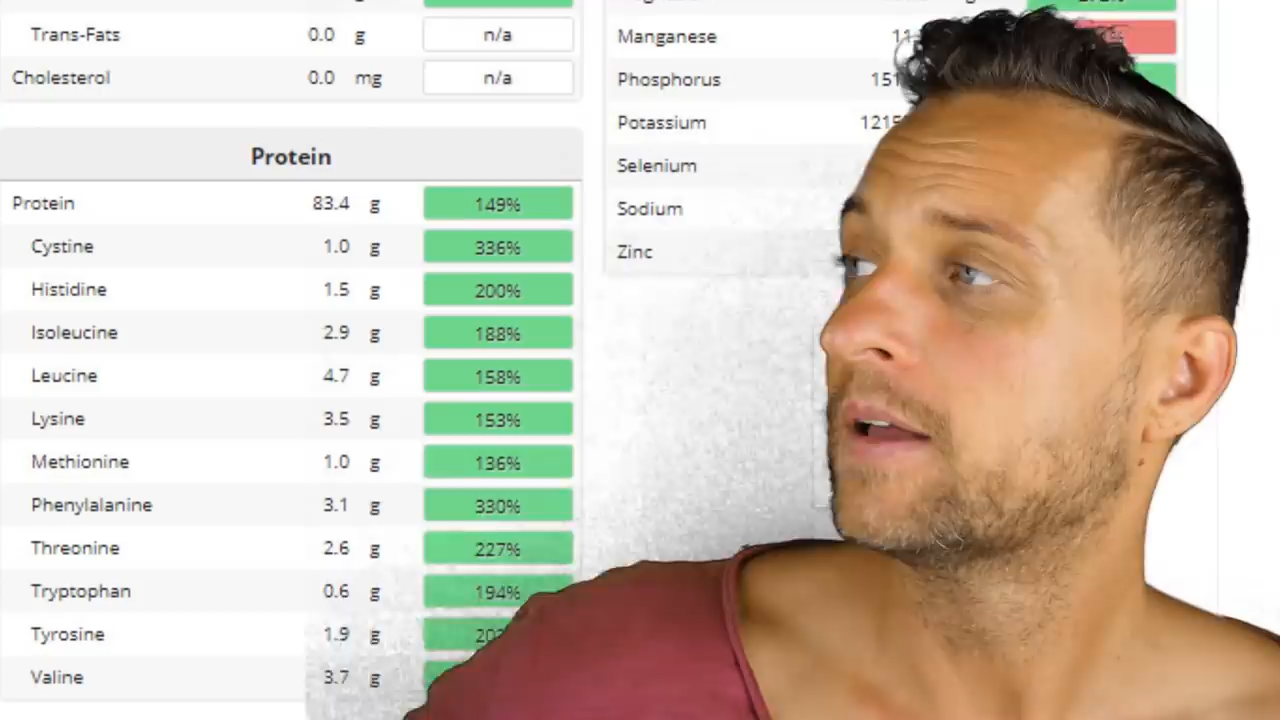 Trans-Fats 0.0 g n/a
Cholesterol 0.0 mg n/a
Protein
Protein 83.4 g 149%
Cystine 1.0 g 336%
Histidine 1.5 g 200%
Isoleucine 2.9 g 188%
Leucine 4.7 g 158%
Lysine 3.5 g 153%
Methionine 1.0 g 136%
Phenylalanine 3.1 g 330%
Threonine 2.6 g 227%
Tryptophan 0.6 g 194%
Tyrosine 1.9 g
Valine 3.7 g
Manganese
Phosphorus
Potassium
Selenium
Sodium
Zinc